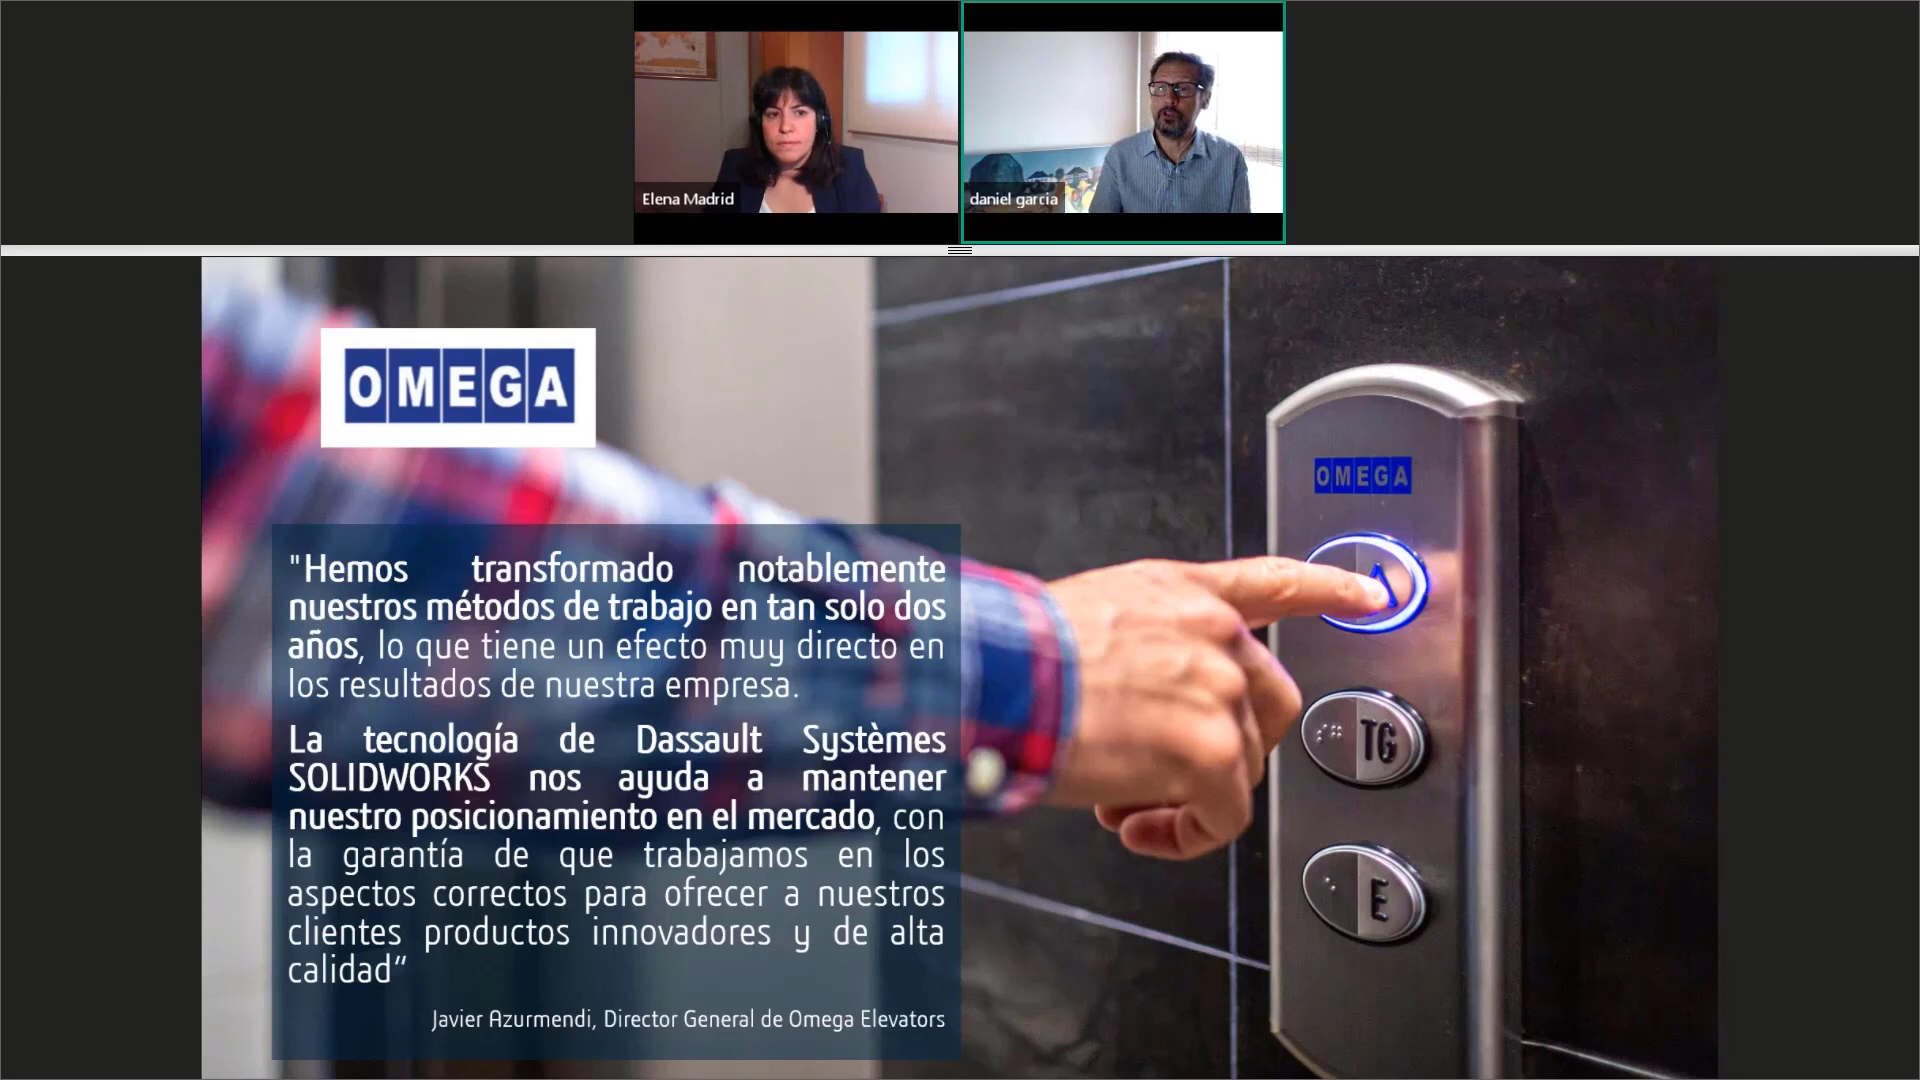 Elena Madrid
daniel garcia
OMEGA
OMEGA
"Hemos transformado notablemente
nuestros métodos de trabajo en tan solo dos
años, lo que tiene un efecto muy directo en
los resultados de nuestra empresa.
La tecnología de Dassault Systèmes
SOLIDWORKS nos ayuda a mantener
nuestro posicionamiento en el mercado, con
la garantía de que trabajamos en los
aspectos correctos para ofrecer a nuestros
clientes productos innovadores y de alta
calidad”
Javier Azurmendi, Director General de Omega Elevators
TG
E